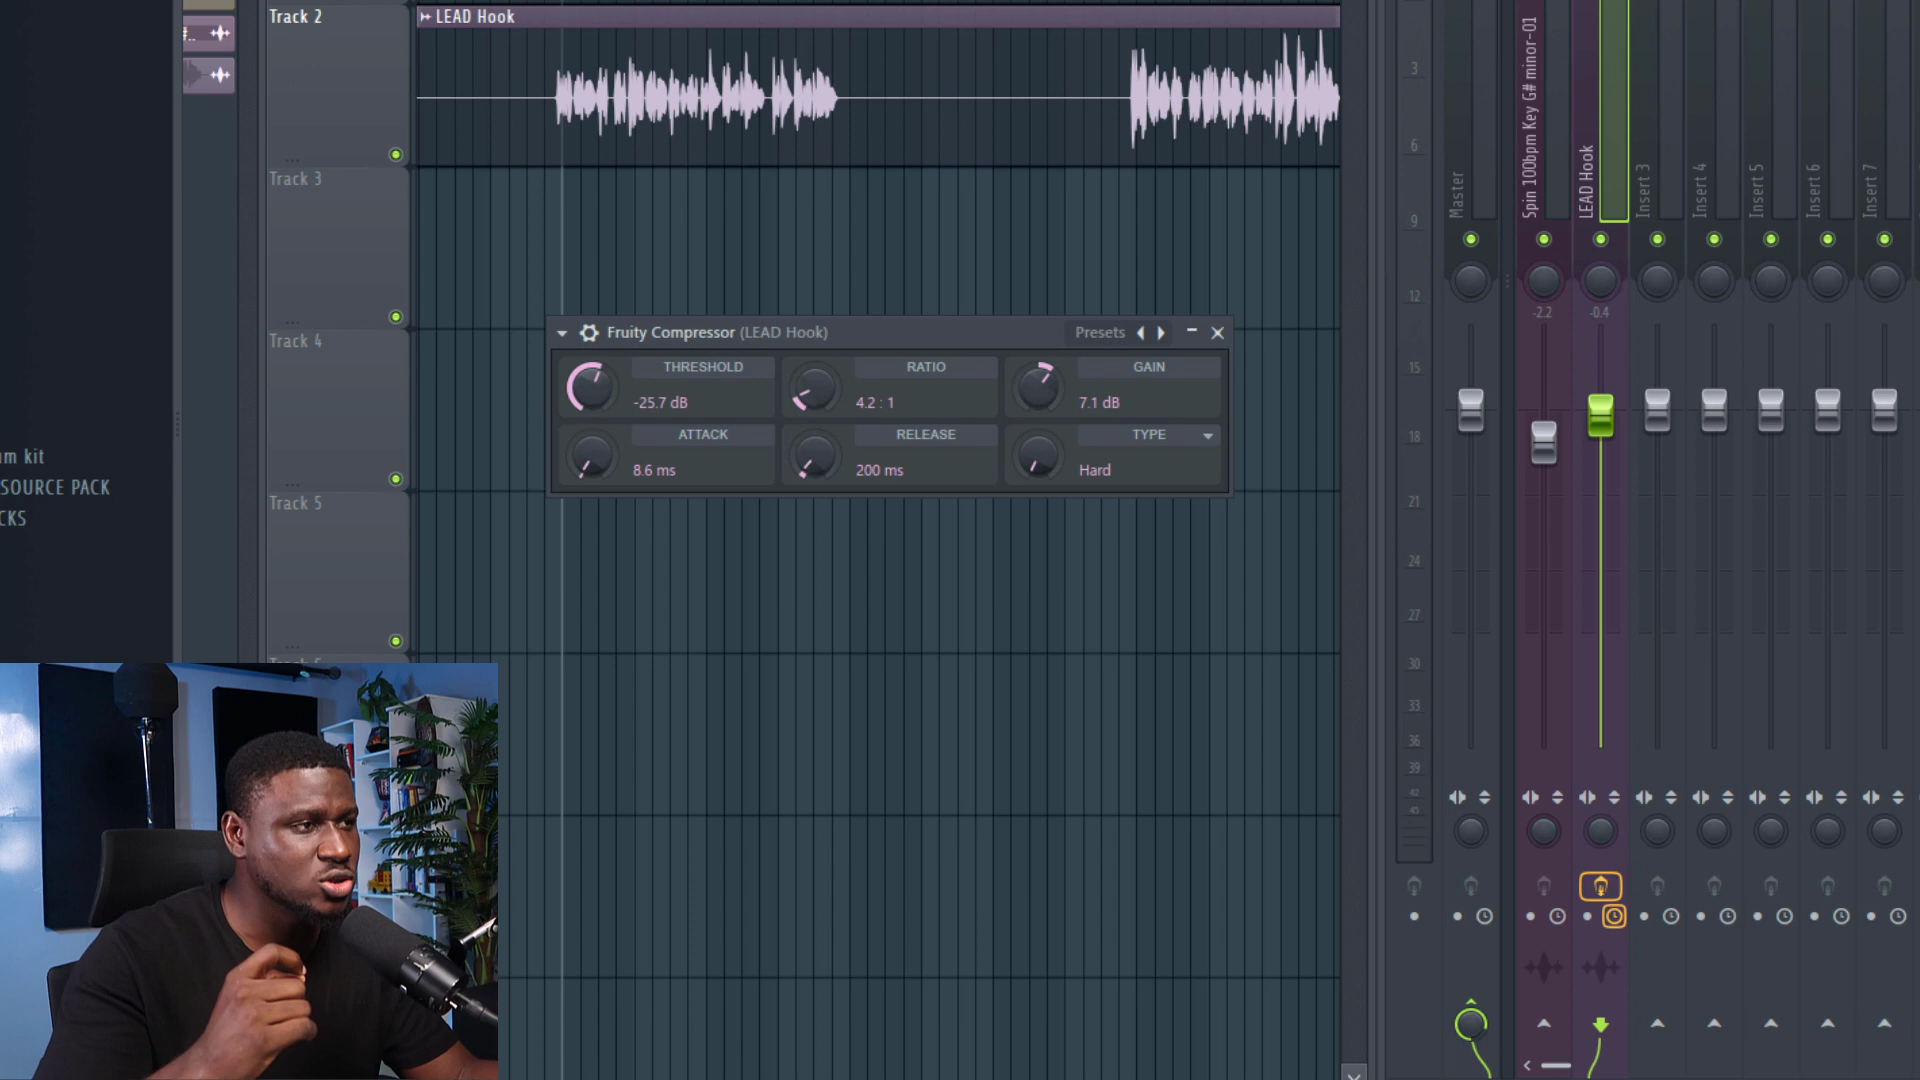 Track 2
LEAD Hook
#..
Track 3
Track 4
Track 5
um kit
SOURCE PACK
CKS
Fruity Compressor (LEAD Hook)
Presets
THRESHOLD
-25.7 dB
RATIO
4.2 : 1
GAIN
7.1 dB
ATTACK
8.6 ms
RELEASE
200 ms
TYPE
Hard
3
6
9
12
15
18
21
24
27
30
33
36
39
42
45
Master
Spin 100bpm Key G# minor-01
LEAD Hook
Insert 3
Insert 4
Insert 5
Insert 6
Insert 7
-2.2
-0.4